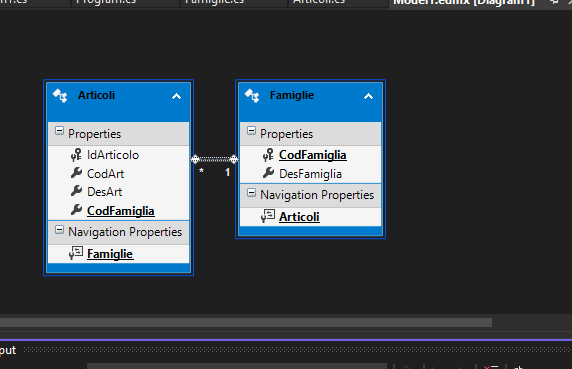 Program.cs
Famiglie.cs
Articoli.cs
Model1.edmx [Diagram1]
Articoli
Properties
IdArticolo
CodArt
DesArt
CodFamiglia
Navigation Properties
Famiglie
* 1
Famiglie
Properties
CodFamiglia
DesFamiglia
Navigation Properties
Articoli